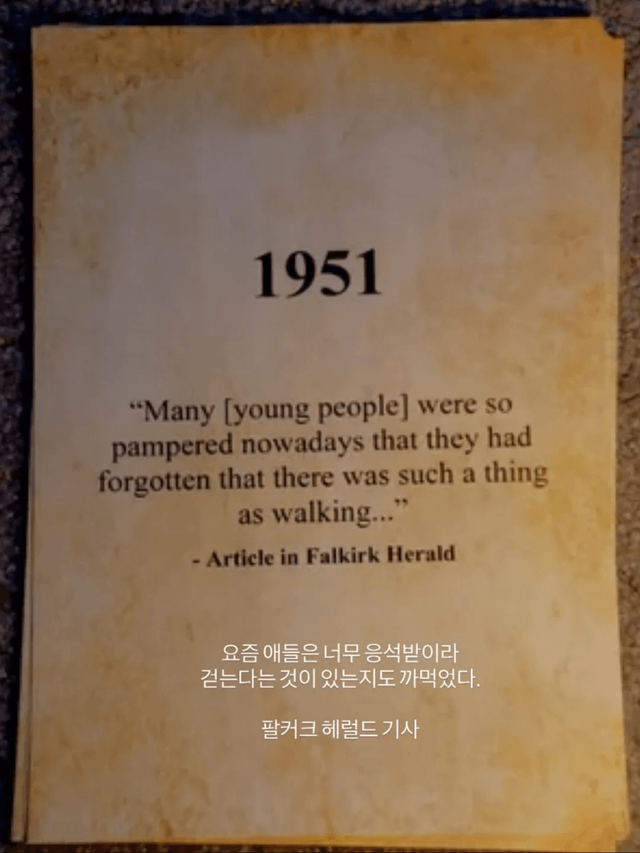 1951
“Many [young people] were so
pampered nowadays that they had
forgotten that there was such a thing
as walking...”
- Article in Falkirk Herald
요즘 애들은 너무 응석받이라
걷는다는 것이 있는지도 까먹었다.
팔커크 헤럴드 기사